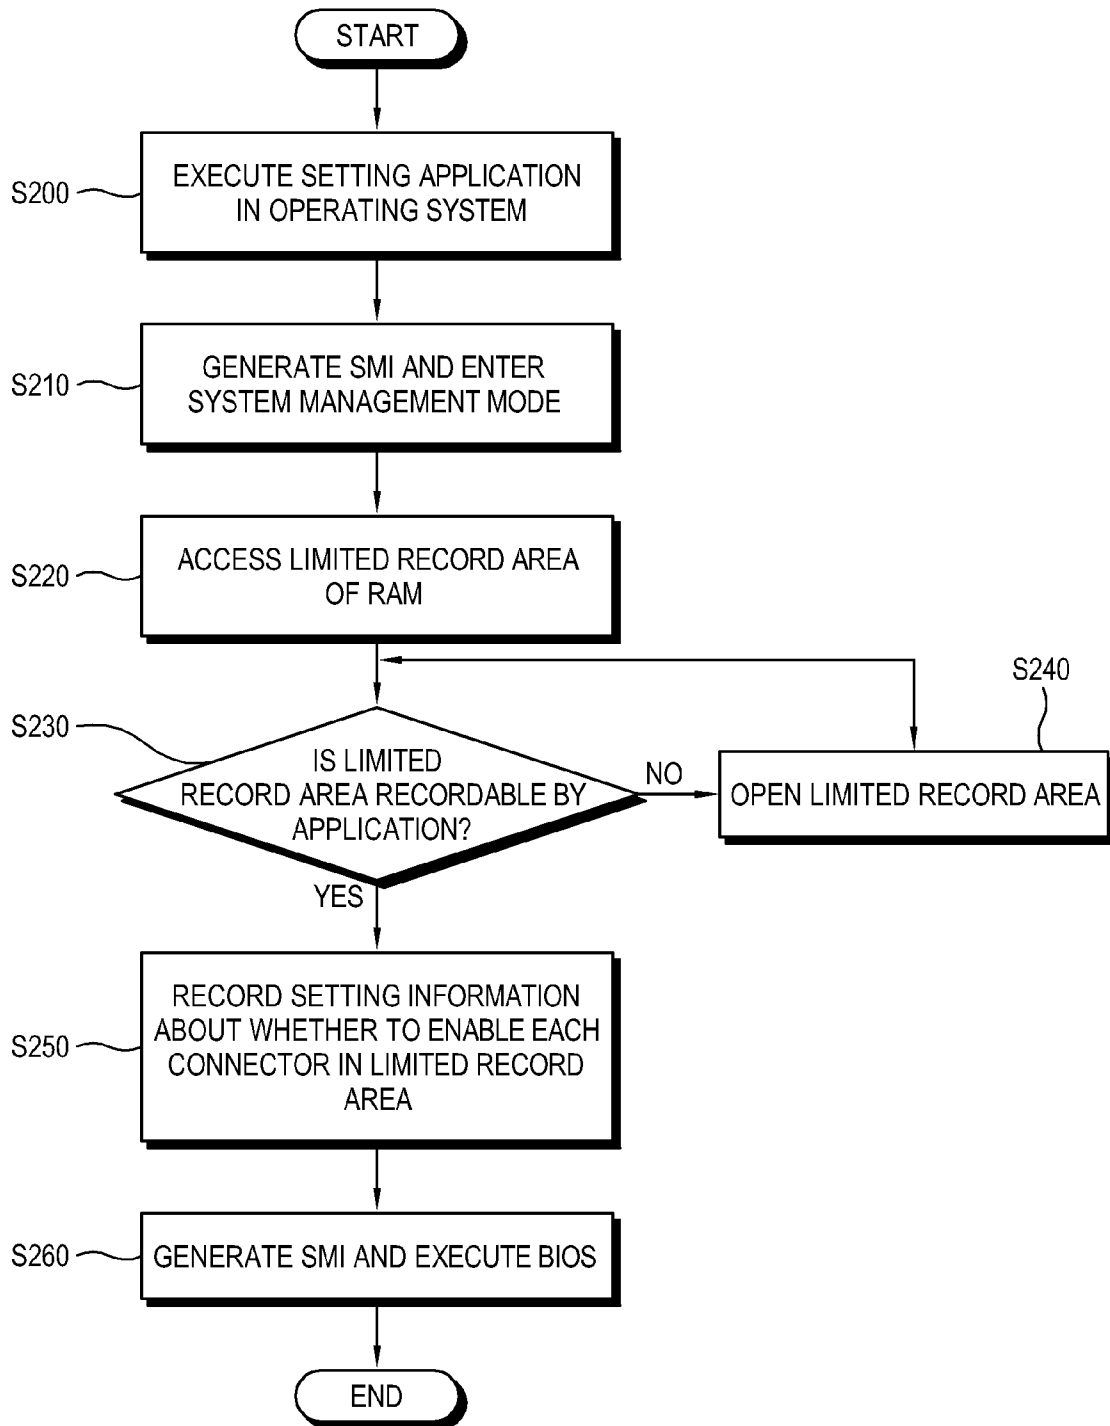 START
S200
EXECUTE SETTING APPLICATION
IN OPERATING SYSTEM
S210
GENERATE SMI AND ENTER
SYSTEM MANAGEMENT MODE
S220
ACCESS LIMITED RECORD AREA
OF RAM
S230
IS LIMITED
RECORD AREA RECORDABLE BY
APPLICATION?
NO
S240
OPEN LIMITED RECORD AREA
YES
S250
RECORD SETTING INFORMATION
ABOUT WHETHER TO ENABLE EACH
CONNECTOR IN LIMITED RECORD
AREA
S260
GENERATE SMI AND EXECUTE BIOS
END